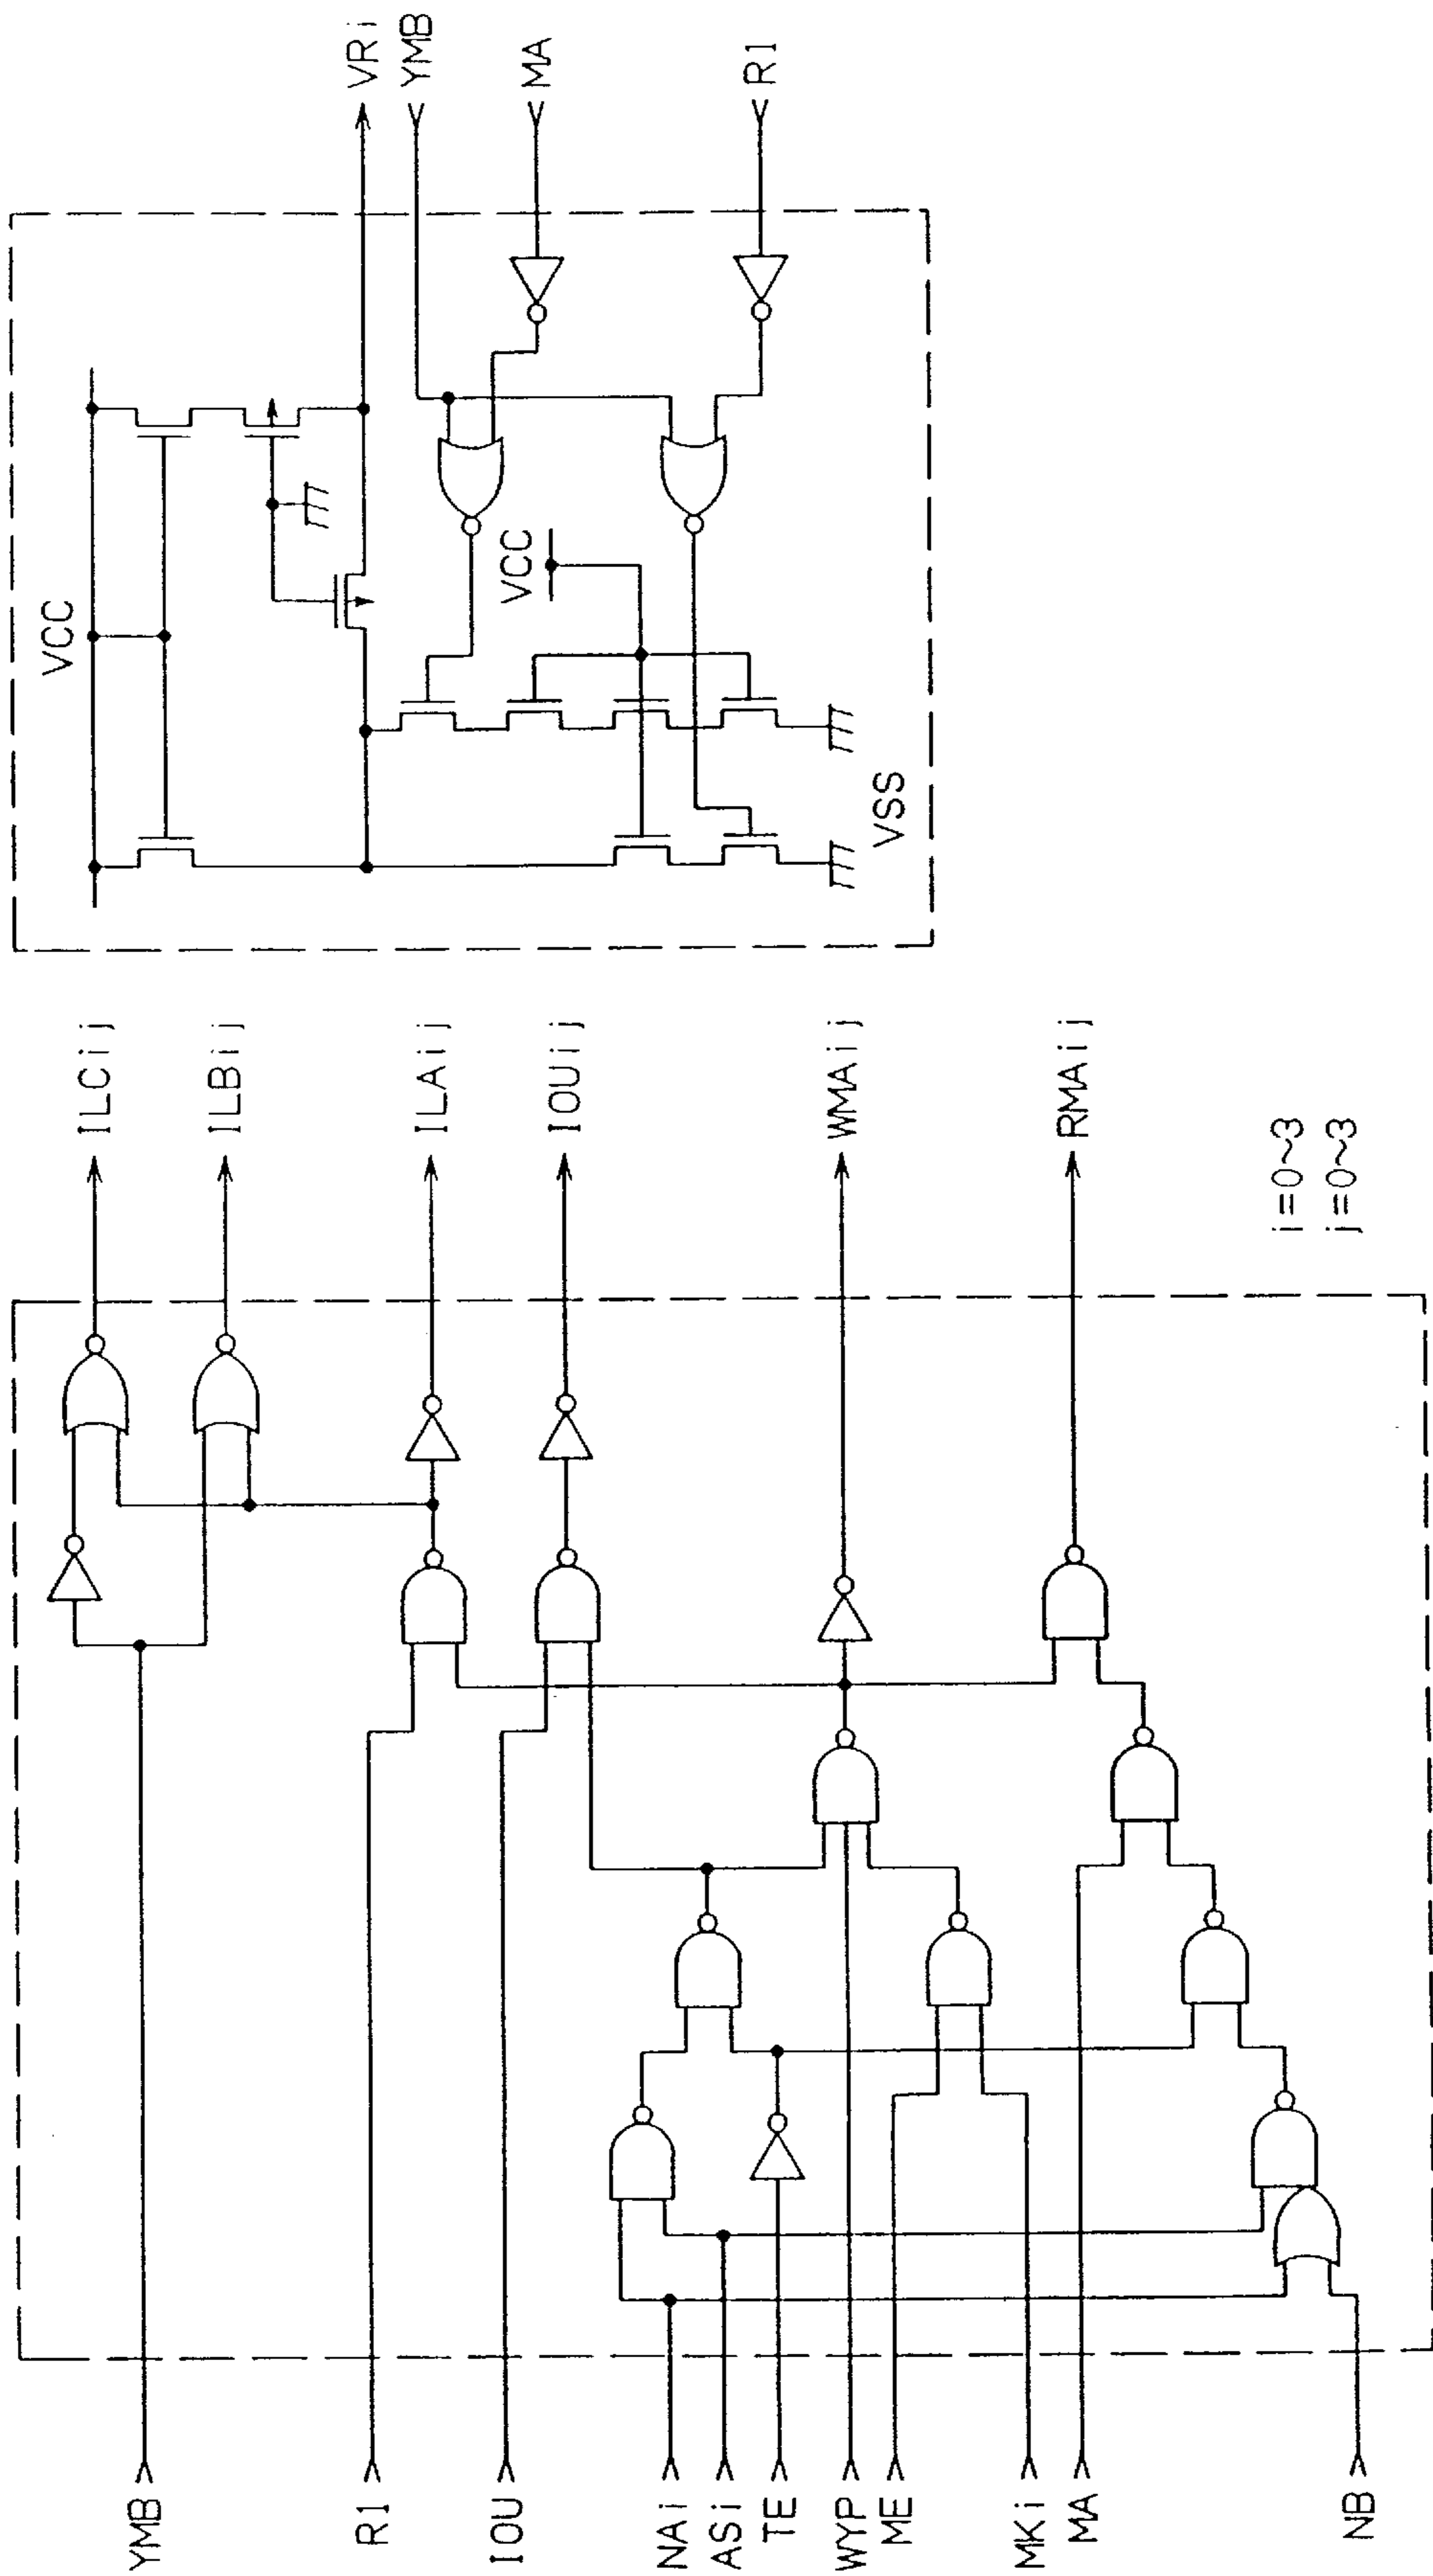 YMB
R1
IOU
NAi
ASi
TE
WYP
ME
MKi
MA
NB
ILCij
ILBij
ILAij
IOUij
WMAij
RMAij
i=0~3
j=0~3
VCC
VCC
VSS
VRi
YMB
MA
R1